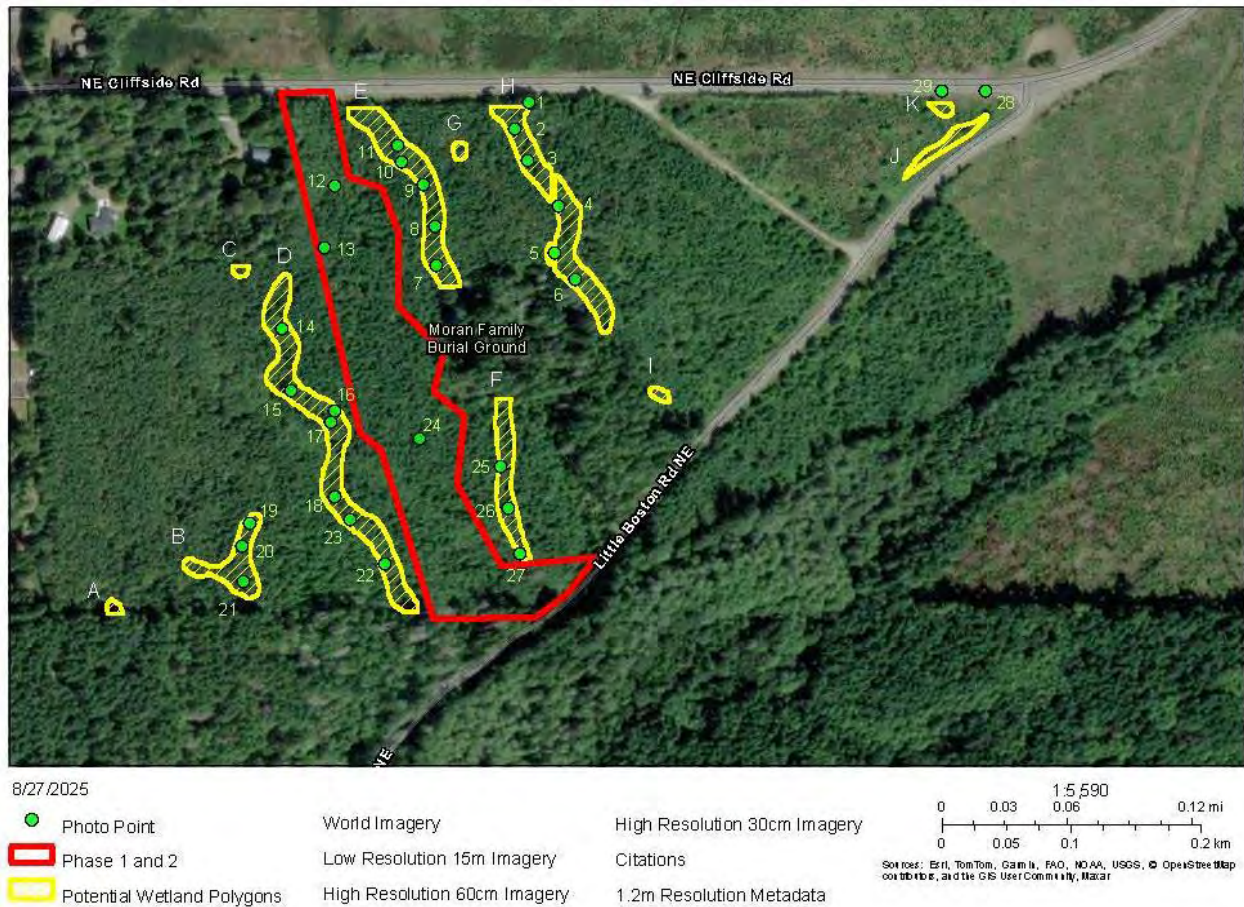 NE Cliffside Rd
NE Cliffside Rd
E
H
1
29
28
K
G
2
11
J
10
3
12
9
4
8
13
5
C
D
7
6
14
Moran Family
Burial Ground
15
16
F
I
17
24
25
18
26
19
23
B
20
22
27
Little Boston Rd NE
21
A
NE
8/27/2025
Photo Point
Phase 1 and 2
Potential Wetland Polygons
World Imagery
Low Resolution 15m Imagery
High Resolution 60cm Imagery
High Resolution 30cm Imagery
Citations
1.2m Resolution Metadata
1:5,590
0 0.03 0.06 0.12 mi
0 0.05 0.1 0.2 km
Sources: Esri, TomTom, Garmin, FAO, NOAA, USGS, © OpenStreetMap
contributors, and the GIS User Community, Maxar